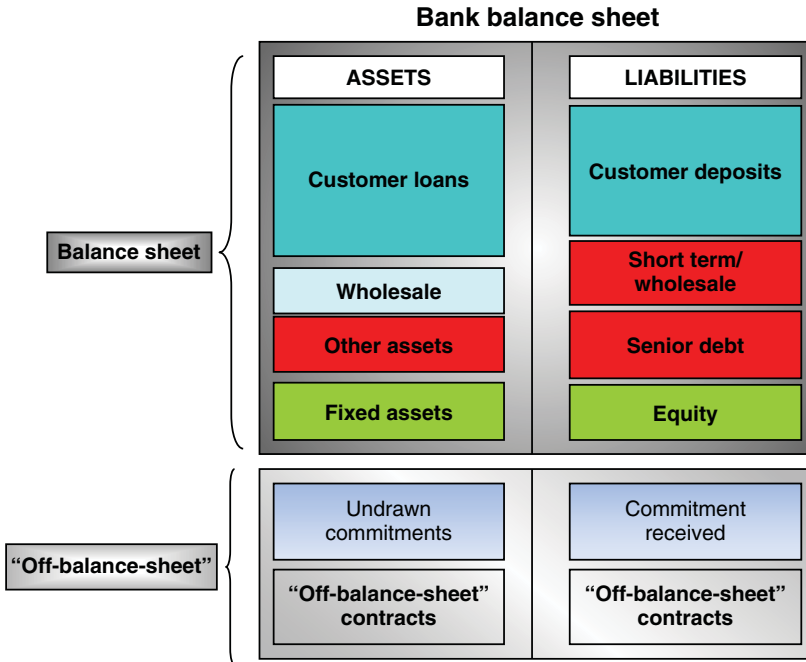 Bank balance sheet
ASSETS
LIABILITIES
Customer loans
Customer deposits
Balance sheet
Short term/
wholesale
Wholesale
Other assets
Senior debt
Fixed assets
Equity
Undrawn
commitments
Commitment
received
“Off-balance-sheet”
“Off-balance-sheet”
contracts
“Off-balance-sheet”
contracts